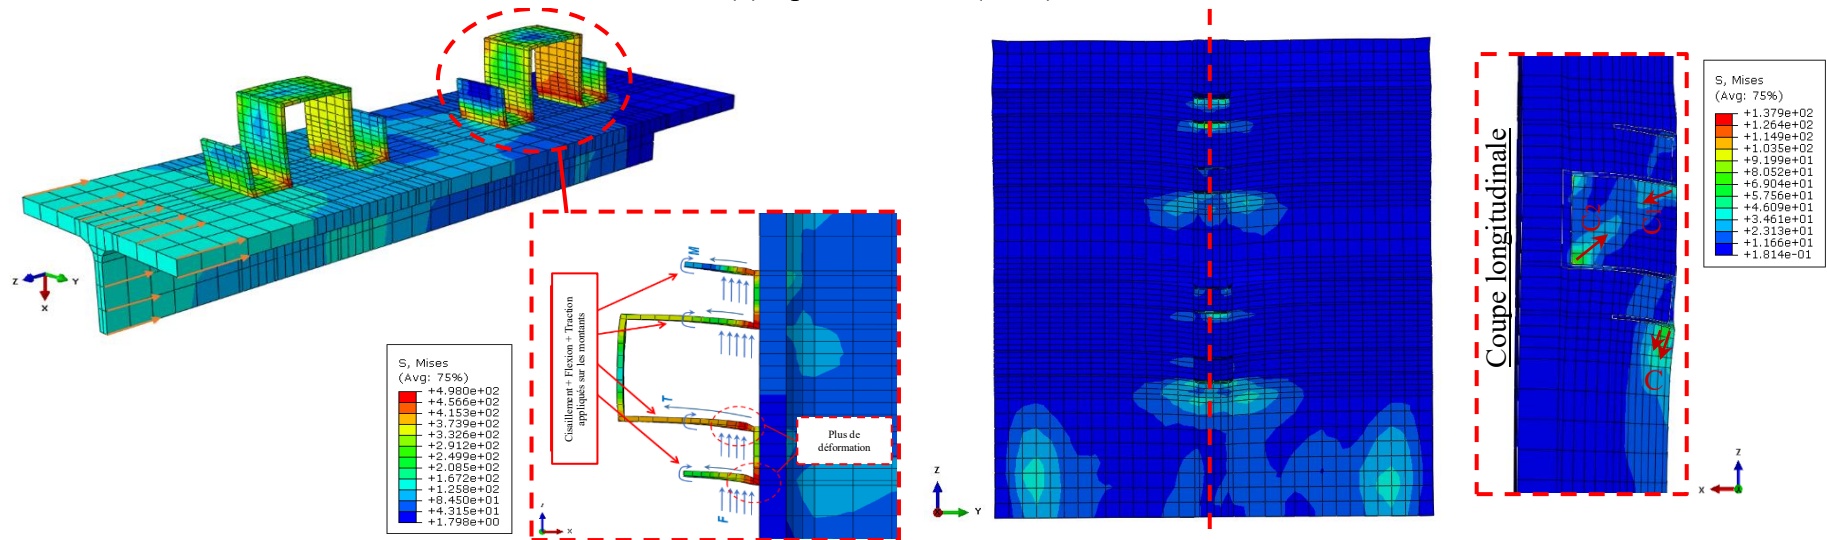 Z
Y
X
S, Mises
(Avg: 75%)
+4.980e+02
+4.566e+02
+4.153e+02
+3.739e+02
+3.326e+02
+2.912e+02
+2.499e+02
+2.085e+02
+1.672e+02
+1.258e+02
+8.450e+01
+4.315e+01
+1.798e+00
Cisaillement + Flexion + Traction
appliqués sur les montants
M
T
F
Plus de
déformation
X
Z
Y
Coupe longitudinale
C
C
C
Z
X
S, Mises
(Avg: 75%)
+1.379e+02
+1.264e+02
+1.149e+02
+1.035e+02
+9.199e+01
+8.052e+01
+6.904e+01
+5.756e+01
+4.609e+01
+3.461e+01
+2.313e+01
+1.166e+01
+1.814e-01